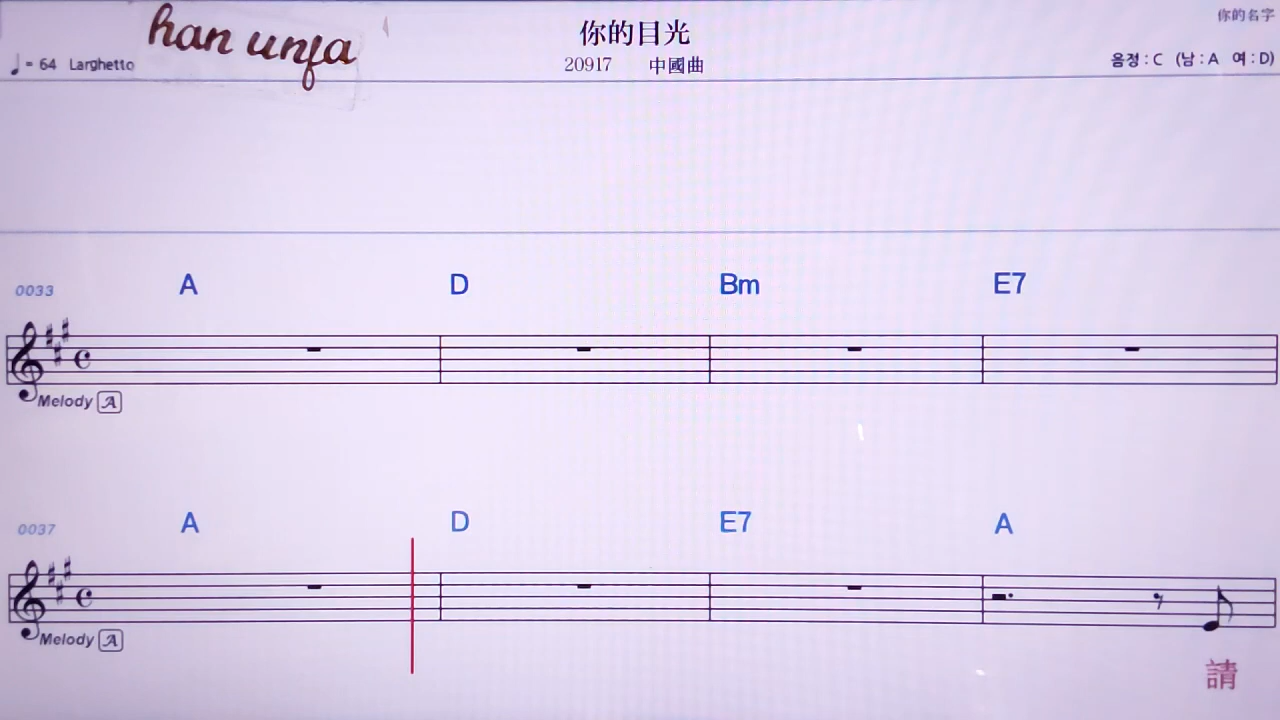 han unja
你的目光
你的名字
♩= 64 Larghetto
20917 中國曲
음정 : C (남 : A 여 : D)
A D Bm E7
0033
Melody A
A D E7 A
0037
Melody A
請